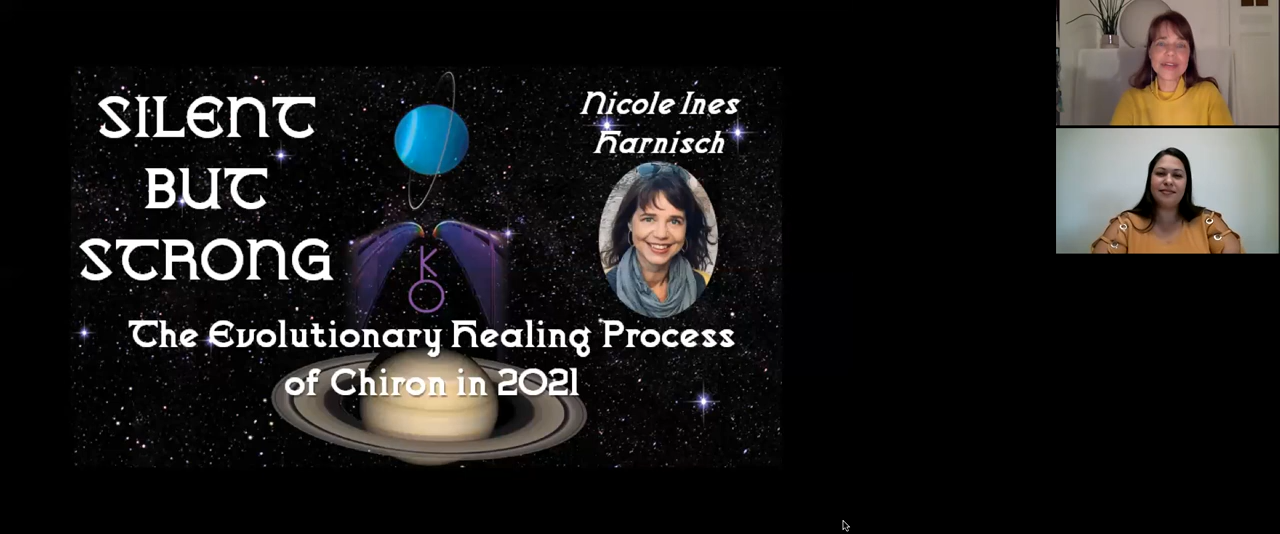 SILENT
BUT
STRONG
Nicole Ines
Harnisch
The Evolutionary Healing Process
of Chiron in 2021